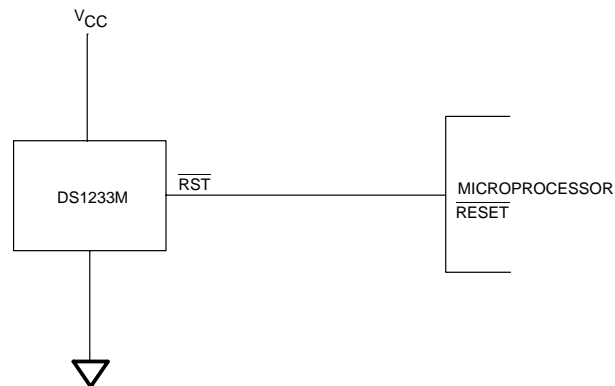 VCC
DS1233M
RST
MICROPROCESSOR
RESET